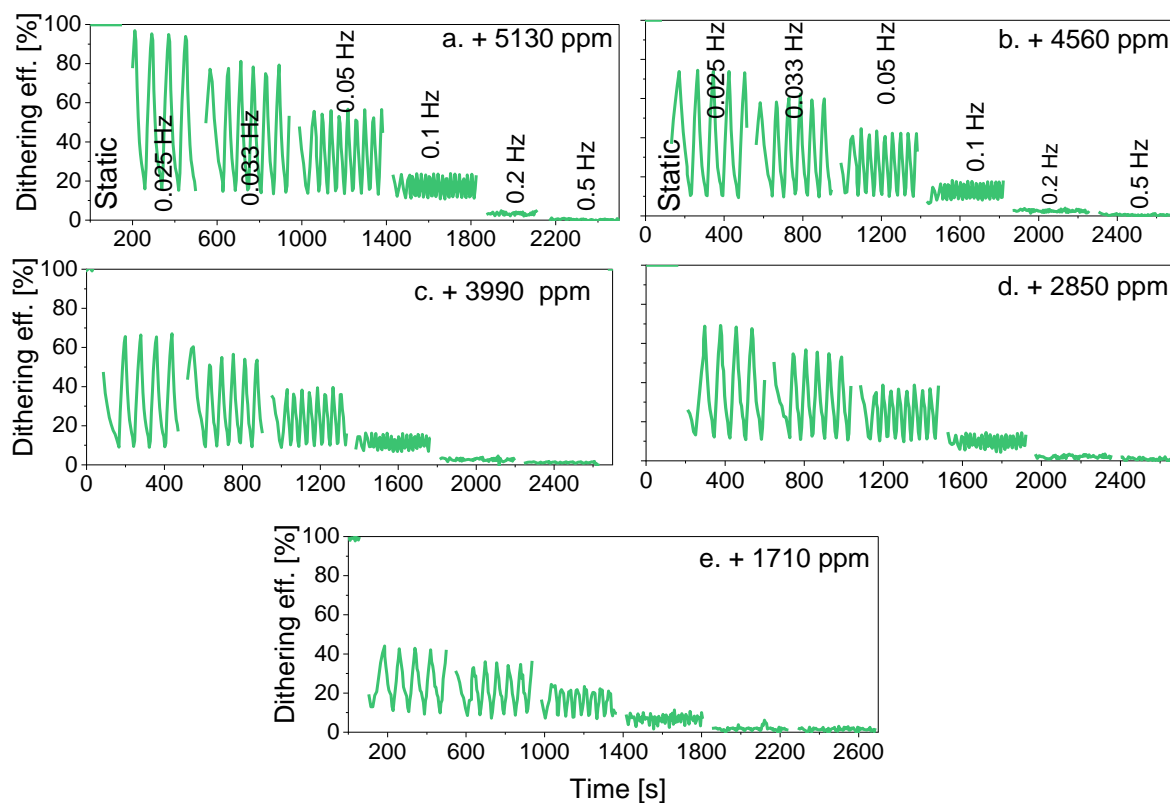 Dithering eff. [%]
100
80
60
40
20
0
a. + 5130 ppm
Static
0.025 Hz
0.033 Hz
0.05 Hz
0.1 Hz
0.2 Hz
0.5 Hz
200 600 1000 1400 1800 2200
b. + 4560 ppm
Static
0.025 Hz
0.033 Hz
0.05 Hz
0.1 Hz
0.2 Hz
0.5 Hz
0 400 800 1200 1600 2000 2400
Dithering eff. [%]
100
80
60
40
20
0
c. + 3990 ppm
0 400 800 1200 1600 2000 2400
d. + 2850 ppm
0 400 800 1200 1600 2000 2400
Dithering eff. [%]
100
80
60
40
20
0
e. + 1710 ppm
200 600 1000 1400 1800 2200 2600
Time [s]